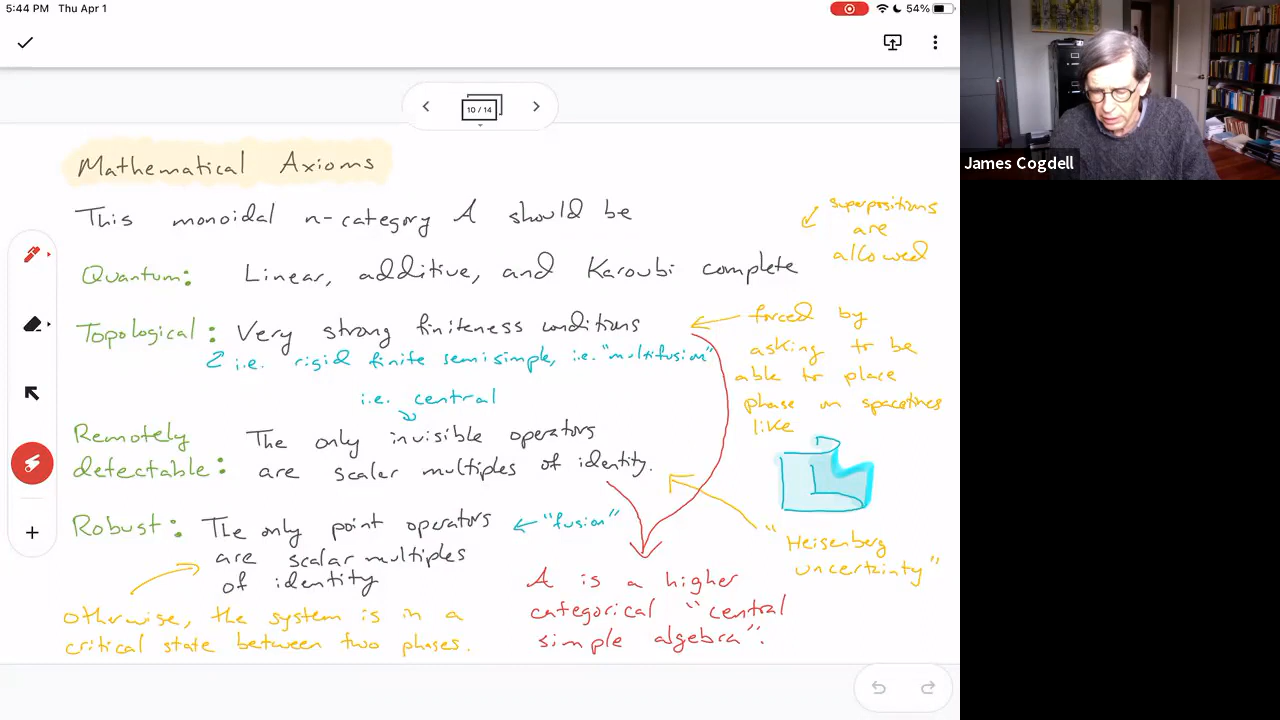 5:44 PM Thu Apr 1
54%
10 / 14
Mathematical Axioms
This monoidal n-category A should be
Quantum: Linear, additive, and Karoubi complete
superpositions
are
allowed
Topological: Very strong finiteness conditions
i.e. rigid finite semisimple, i.e. "multifusion"
forced by
asking to be
able to place
phase on spacetimes
like
i.e. central
Remotely
detectable:
The only invisible operators
are scalar multiples of identity.
"Heisenberg
uncertainty"
Robust: The only point operators
are scalar multiples
of identity
"fusion"
otherwise, the system is in a
critical state between two phases.
A is a higher
categorical "central
simple algebra".
James Cogdell